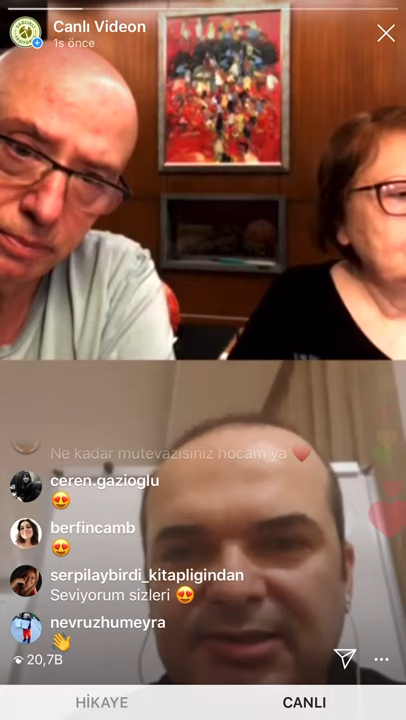 Canlı Videon
1s önce
Ne kadar mutevazisiniz hocam ya ❤️
ceren.gazioglu
😍
berfincamb
😍
serpilaybirdi_kitapligindan
Seviyorum sizleri 😍
nevruzhumeyra
👋
20,7B
HİKAYE
CANLI